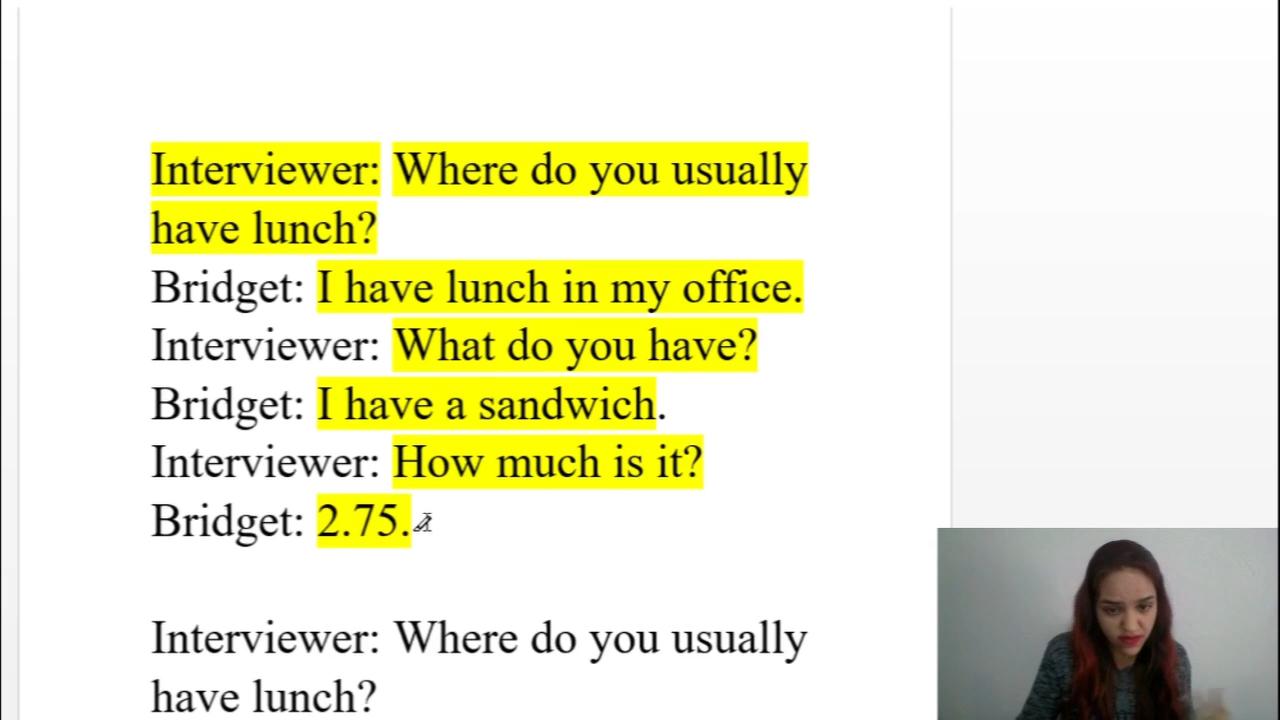 Interviewer: Where do you usually
have lunch?
Bridget: I have lunch in my office.
Interviewer: What do you have?
Bridget: I have a sandwich.
Interviewer: How much is it?
Bridget: 2.75.
Interviewer: Where do you usually
have lunch?